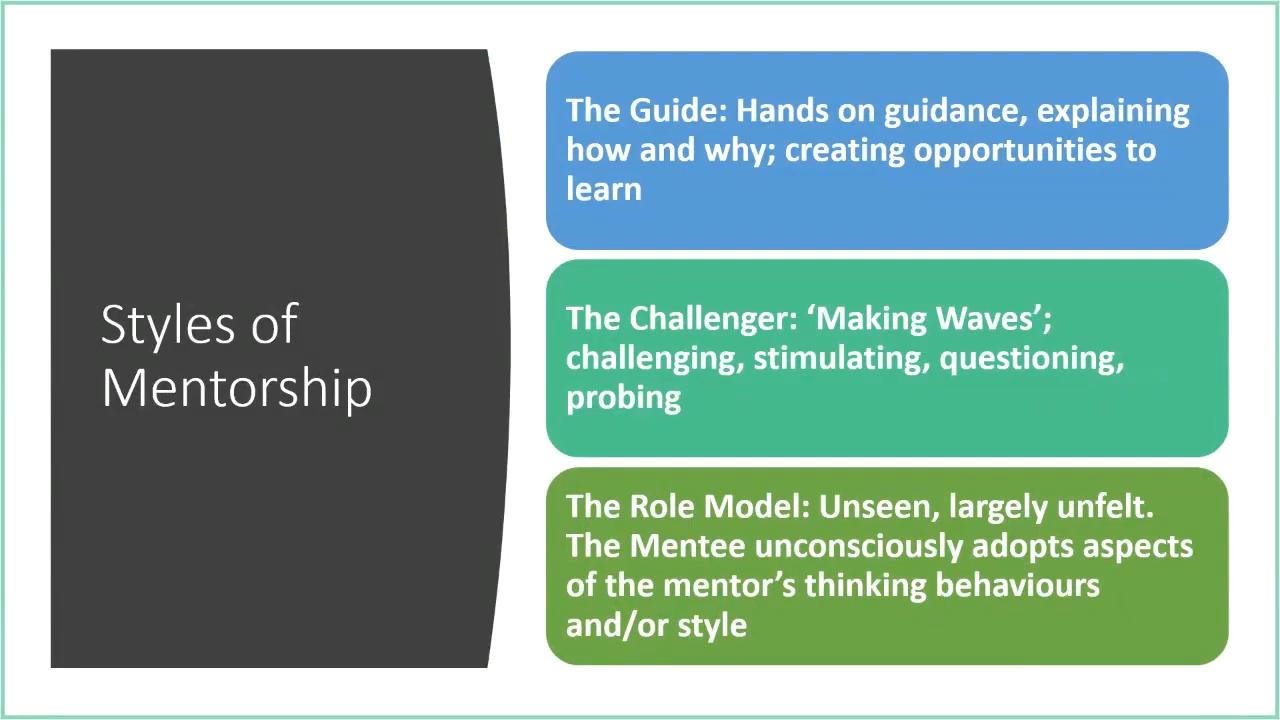 Styles of
Mentorship
The Guide: Hands on guidance, explaining
how and why; creating opportunities to
learn
The Challenger: ‘Making Waves’;
challenging, stimulating, questioning,
probing
The Role Model: Unseen, largely unfelt.
The Mentee unconsciously adopts aspects
of the mentor’s thinking behaviours
and/or style